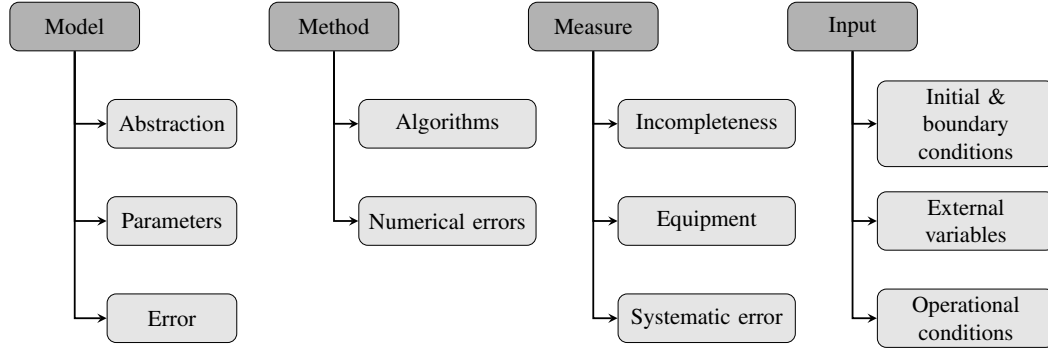 Model
Abstraction
Parameters
Error
Method
Algorithms
Numerical errors
Measure
Incompleteness
Equipment
Systematic error
Input
Initial &
boundary
conditions
External
variables
Operational
conditions